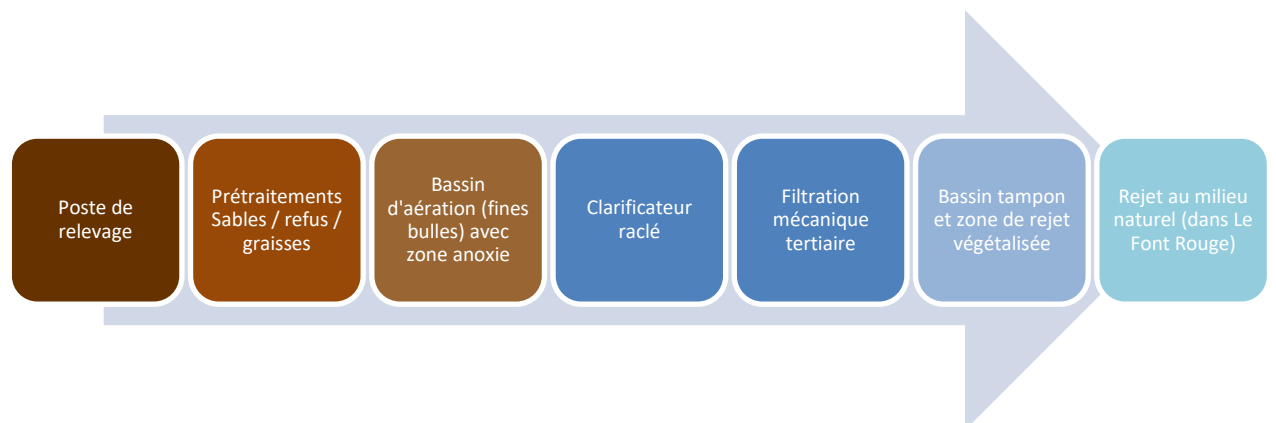 Poste de
relevage
Prétraitements
Sables / refus /
graisses
Bassin
d'aération (fines
bulles) avec
zone anoxie
Clarificateur
raclé
Filtration
mécanique
tertiaire
Bassin tampon
et zone de rejet
végétalisée
Rejet au milieu
naturel (dans Le
Font Rouge)